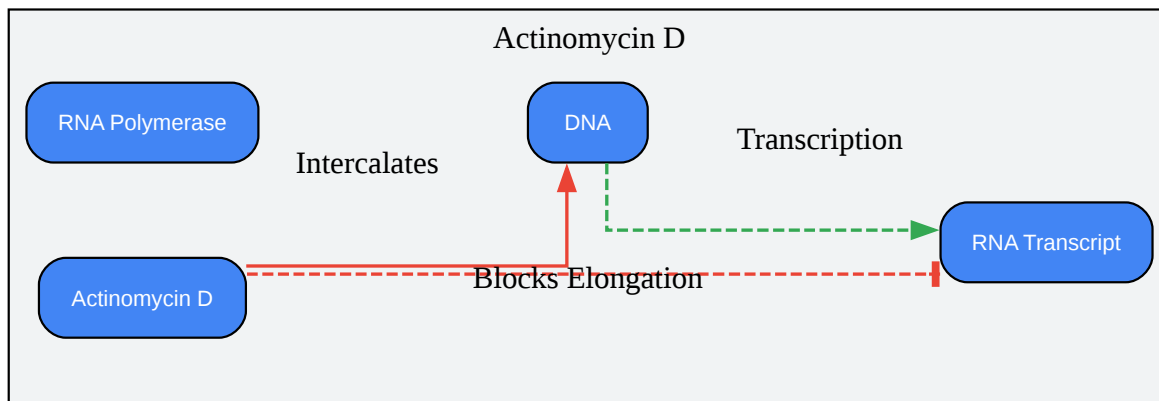 Actinomycin D
RNA Polymerase
DNA
Transcription
Intercalates
RNA Transcript
Blocks Elongation
Actinomycin D